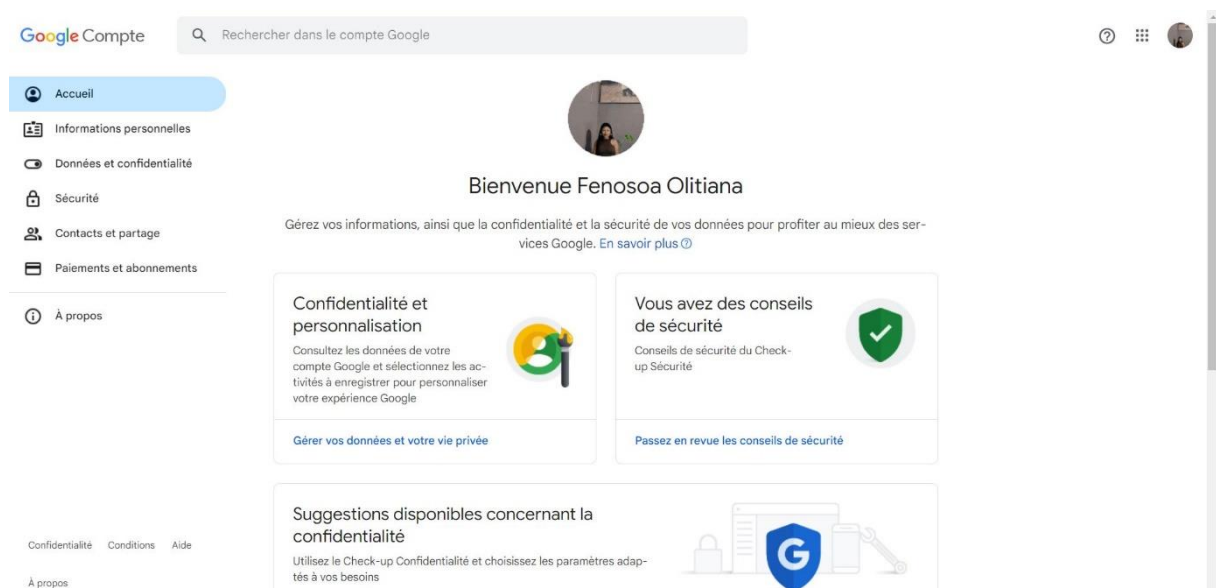 Google Compte
Rechercher dans le compte Google
Accueil
Informations personnelles
Données et confidentialité
Sécurité
Contacts et partage
Paiements et abonnements
À propos
Bienvenue Fenosoa Olitiana
Gérez vos informations, ainsi que la confidentialité et la sécurité de vos données pour profiter au mieux des ser-
vices Google. En savoir plus
Confidentialité et
personnalisation
Consultez les données de votre
compte Google et sélectionnez les ac-
tivités à enregistrer pour personnaliser
votre expérience Google
Gérer vos données et votre vie privée
Vous avez des conseils
de sécurité
Conseils de sécurité du Check-
up Sécurité
Passez en revue les conseils de sécurité
Suggestions disponibles concernant la
confidentialité
Utilisez le Check-up Confidentialité et choisissez les paramètres adap-
tés à vos besoins
G
Confidentialité Conditions Aide
À propos